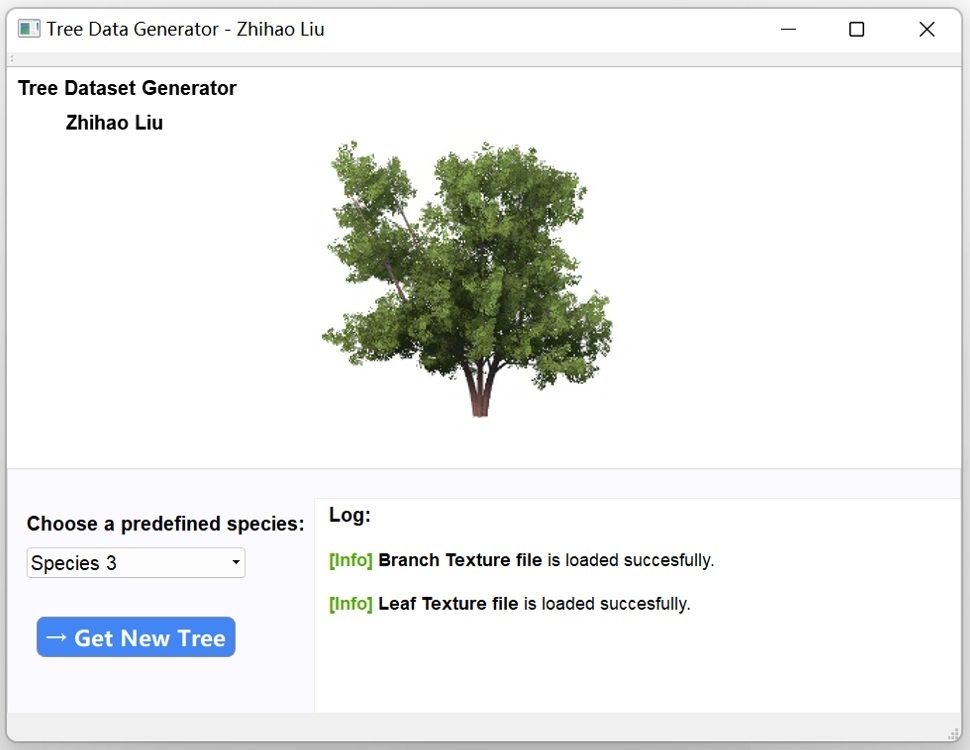 Tree Data Generator - Zhihao Liu
Tree Dataset Generator
Zhihao Liu
Choose a predefined species:
Species 3
→ Get New Tree
Log:
[Info] Branch Texture file is loaded succesfully.
[Info] Leaf Texture file is loaded succesfully.